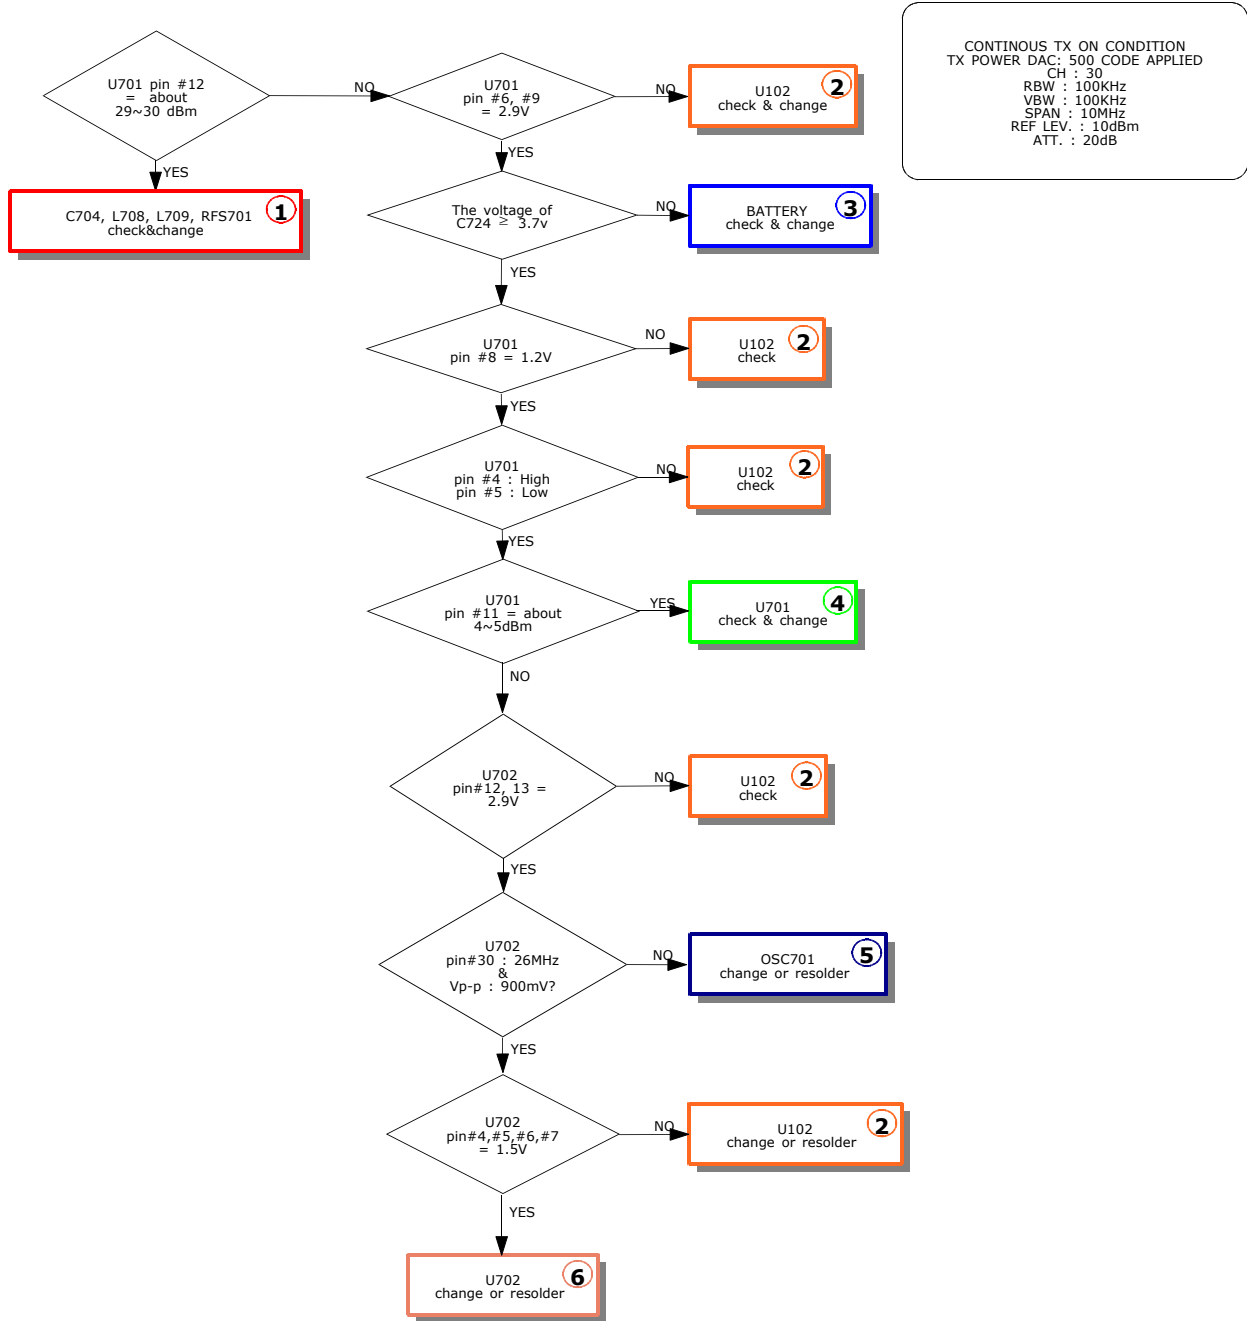 CONTINOUS TX ON CONDITION
TX POWER DAC: 500 CODE APPLIED
CH : 30
RBW : 100KHz
VBW : 100KHz
SPAN : 10MHz
REF LEV. : 10dBm
ATT. : 20dB
U701 pin #12
= about
29~30 dBm
NO
YES
C704, L708, L709, RFS701
check&change
1
U701
pin #6, #9
= 2.9V
NO
U102
check & change
2
YES
The voltage of
C724 ≥ 3.7v
NO
BATTERY
check & change
3
YES
U701
pin #8 = 1.2V
NO
U102
check
2
YES
U701
pin #4 : High
pin #5 : Low
NO
U102
check
2
YES
U701
pin #11 = about
4~5dBm
YES
U701
check & change
4
NO
U702
pin#12, 13 =
2.9V
NO
U102
check
2
YES
U702
pin#30 : 26MHz
&
Vp-p : 900mV?
NO
OSC701
change or resolder
5
YES
U702
pin#4,#5,#6,#7
= 1.5V
NO
U102
change or resolder
2
YES
U702
change or resolder
6